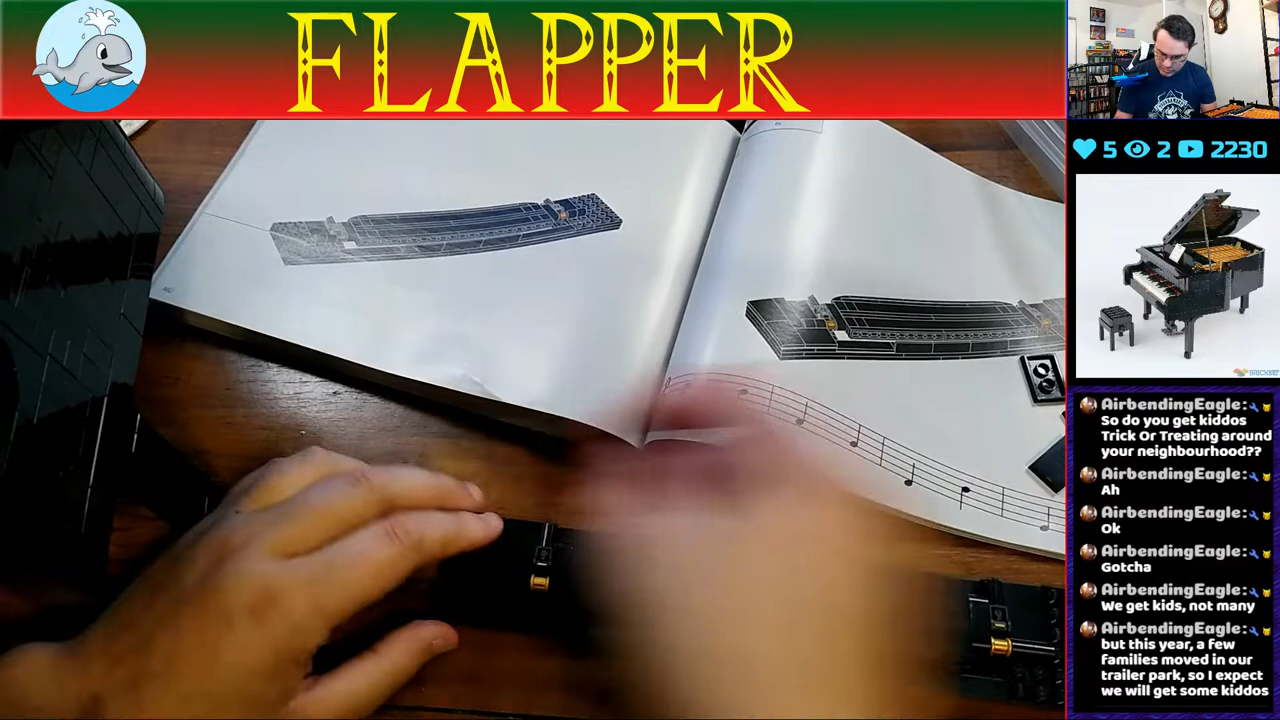 FLAPPER
5 2 2230
BRICKSET
AirbendingEagle:
So do you get kiddos
Trick Or Treating around
your neighbourhood??
AirbendingEagle:
Ah
AirbendingEagle:
Ok
AirbendingEagle:
Gotcha
AirbendingEagle:
We get kids, not many
AirbendingEagle:
but this year, a few
families moved in our
trailer park, so I expect
we will get some kiddos